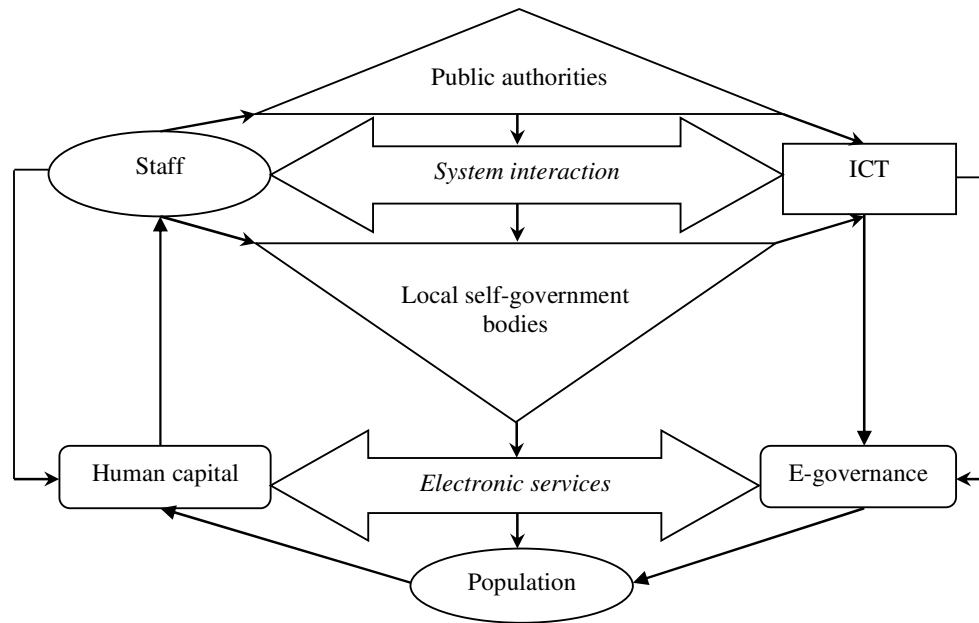 Public authorities
Staff
System interaction
ICT
Local self-government
bodies
Human capital
Electronic services
E-governance
Population